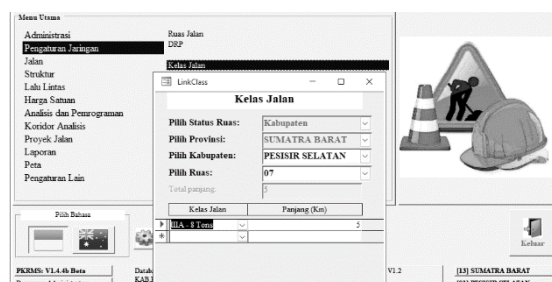 Menu Utama
Administrasi
Pengaturan Jaringan
Jalan
Struktur
Lalu Lintas
Harga Satuan
Analisis dan Pemrograman
Koridor Analisis
Proyek Jalan
Laporan
Peta
Pengaturan Lain
Ruas Jalan
DRP
Kelas Jalan
LinkClass
Kelas Jalan
Pilih Status Ruas: Kabupaten
Pilih Provinsi: SUMATRA BARAT
Pilih Kabupaten: PESISIR SELATAN
Pilih Ruas: 07
Total panjang: 5
Kelas Jalan Panjang (Km)
IIIA - 8 Tons 5
Pilih Bahasa
Keluar
PKRMS: V1.4.4b Beta
V1.2
[13] SUMATRA BARAT